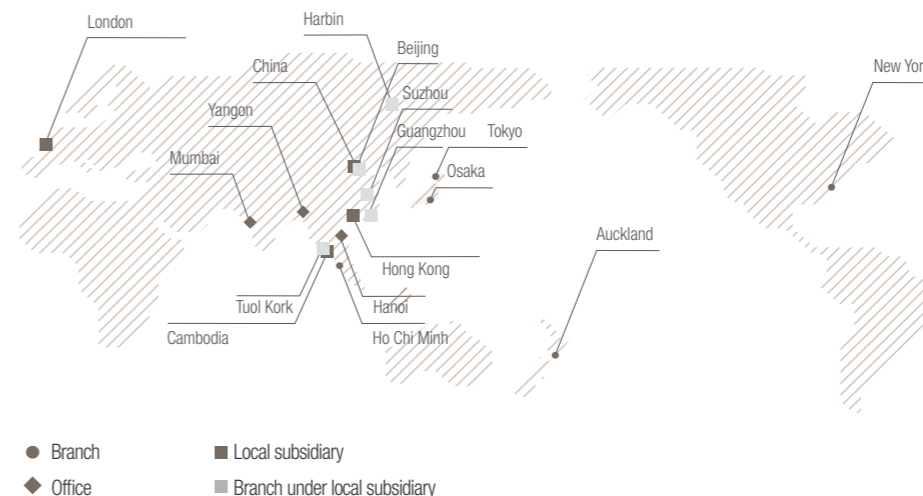 London
Harbin
Beijing
China
Suzhou
New Yor
Yangon
Guangzhou
Tokyo
Mumbai
Osaka
Auckland
Hong Kong
Tuol Kork
Hanoi
Cambodia
Ho Chi Minh
Branch
Local subsidiary
Office
Branch under local subsidiary